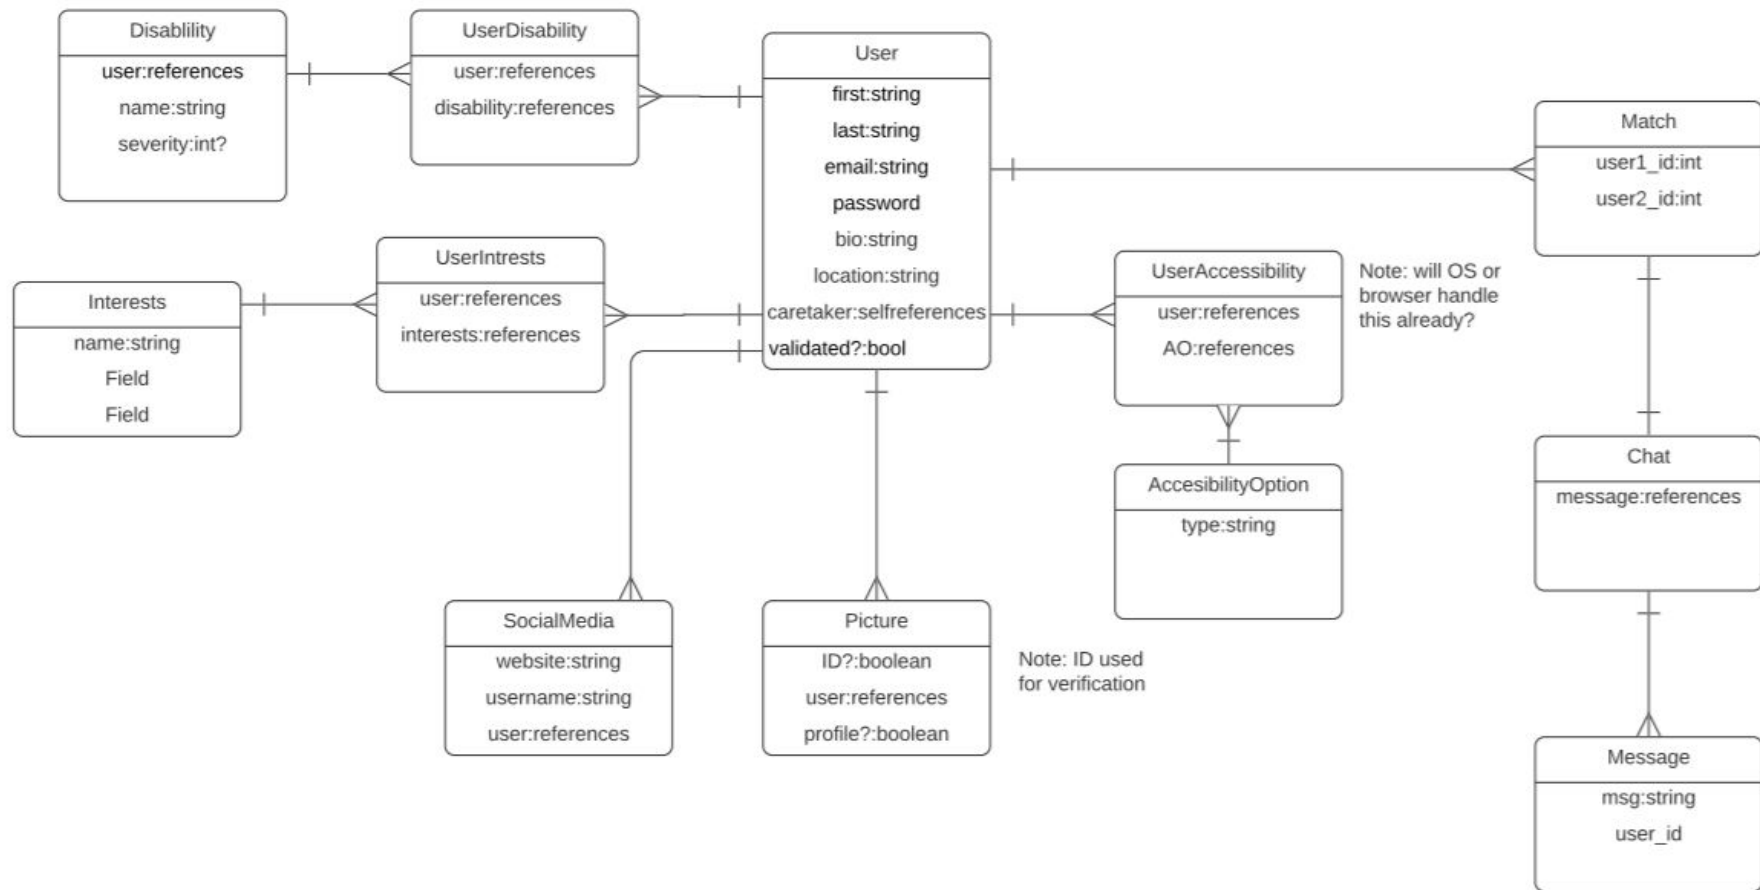 Disablility
user:references
name:string
severity:int?
UserDisability
user:references
disability:references
User
first:string
last:string
email:string
password
bio:string
location:string
caretaker:selfreferences
validated?:bool
Match
user1_id:int
user2_id:int
Interests
name:string
Field
Field
UserIntrests
user:references
interests:references
UserAccessibility
user:references
AO:references
Note: will OS or
browser handle
this already?
AccesibilityOption
type:string
Chat
message:references
SocialMedia
website:string
username:string
user:references
Picture
ID?:boolean
user:references
profile?:boolean
Note: ID used
for verification
Message
msg:string
user_id